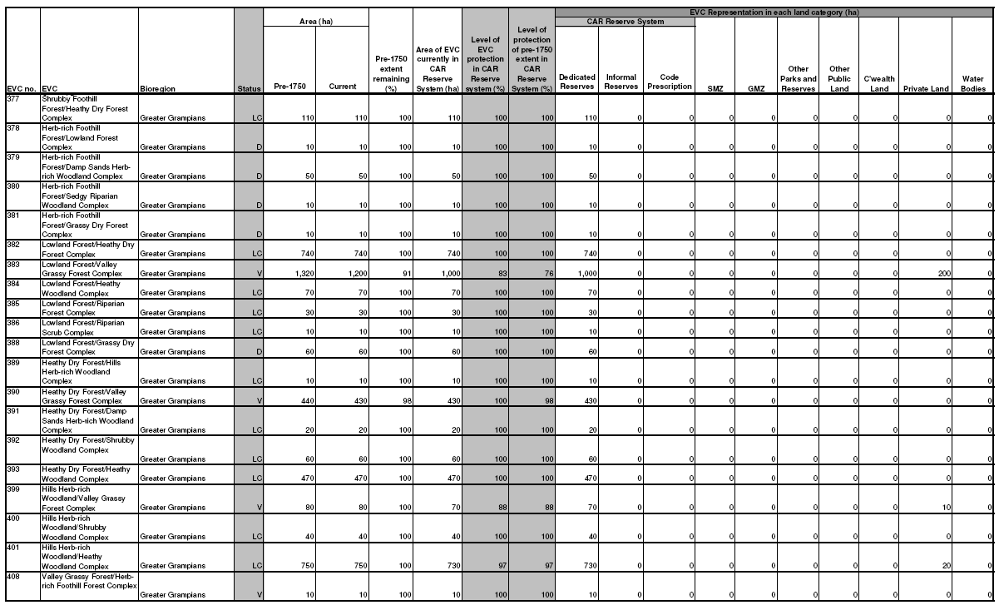 EVC Representation in each land category (ha)
Area (ha) CAR Reserve System
EVC no. EVC Bioregion Status Pre-1750 Current Pre-1750 extent remaining (%) Area of EVC currently in CAR Reserve System (ha) Level of EVC protection in CAR Reserve system (%) Level of protection of pre-1750 extent in CAR Reserve System (%) Dedicated Reserves Informal Reserves Code Prescription SMZ GMZ Other Parks and Reserves Other Public Land C'wealth Land Private Land Water Bodies
377 Shrubby Foothill
Forest/Heathy Dry Forest
Complex Greater Grampians LC 110 110 100 110 100 100 110 0 0 0 0 0 0 0 0 0
378 Herb-rich Foothill
Forest/Lowland Forest
Complex Greater Grampians D 10 10 100 10 100 100 10 0 0 0 0 0 0 0 0 0
379 Herb-rich Foothill
Forest/Damp Sands Herb-
rich Woodland Complex Greater Grampians D 50 50 100 50 100 100 50 0 0 0 0 0 0 0 0 0
380 Herb-rich Foothill
Forest/Sedgy Riparian
Woodland Complex Greater Grampians D 10 10 100 10 100 100 10 0 0 0 0 0 0 0 0 0
381 Herb-rich Foothill
Forest/Grassy Dry Forest
Complex Greater Grampians D 10 10 100 10 100 100 10 0 0 0 0 0 0 0 0 0
382 Lowland Forest/Heathy Dry
Forest Complex Greater Grampians LC 740 740 100 740 100 100 740 0 0 0 0 0 0 0 0 0
383 Lowland Forest/Valley
Grassy Forest Complex Greater Grampians V 1,320 1,200 91 1,000 83 76 1,000 0 0 0 0 0 0 0 200 0
384 Lowland Forest/Heathy
Woodland Complex Greater Grampians LC 70 70 100 70 100 100 70 0 0 0 0 0 0 0 0 0
385 Lowland Forest/Riparian
Forest Complex Greater Grampians LC 30 30 100 30 100 100 30 0 0 0 0 0 0 0 0 0
386 Lowland Forest/Riparian
Scrub Complex Greater Grampians LC 10 10 100 10 100 100 10 0 0 0 0 0 0 0 0 0
388 Lowland Forest/Grassy Dry
Forest Complex Greater Grampians D 60 60 100 60 100 100 60 0 0 0 0 0 0 0 0 0
389 Heathy Dry Forest/Hills
Herb-rich Woodland
Complex Greater Grampians LC 10 10 100 10 100 100 10 0 0 0 0 0 0 0 0 0
390 Heathy Dry Forest/Valley
Grassy Forest Complex Greater Grampians V 440 430 98 430 100 98 430 0 0 0 0 0 0 0 0 0
391 Heathy Dry Forest/Damp
Sands Herb-rich Woodland
Complex Greater Grampians LC 20 20 100 20 100 100 20 0 0 0 0 0 0 0 0 0
392 Heathy Dry Forest/Shrubby
Woodland Complex
Greater Grampians LC 60 60 100 60 100 100 60 0 0 0 0 0 0 0 0 0
393 Heathy Dry Forest/Heathy
Woodland Complex Greater Grampians LC 470 470 100 470 100 100 470 0 0 0 0 0 0 0 0 0
399 Hills Herb-rich
Woodland/Valley Grassy
Forest Complex Greater Grampians V 80 80 100 70 88 88 70 0 0 0 0 0 0 0 10 0
400 Hills Herb-rich
Woodland/Shrubby
Woodland Complex Greater Grampians LC 40 40 100 40 100 100 40 0 0 0 0 0 0 0 0 0
401 Hills Herb-rich
Woodland/Heathy
Woodland Complex Greater Grampians LC 750 750 100 730 97 97 730 0 0 0 0 0 0 0 20 0
408 Valley Grassy Forest/Herb-
rich Foothill Forest Complex
Greater Grampians V 10 10 100 10 100 100 10 0 0 0 0 0 0 0 0 0